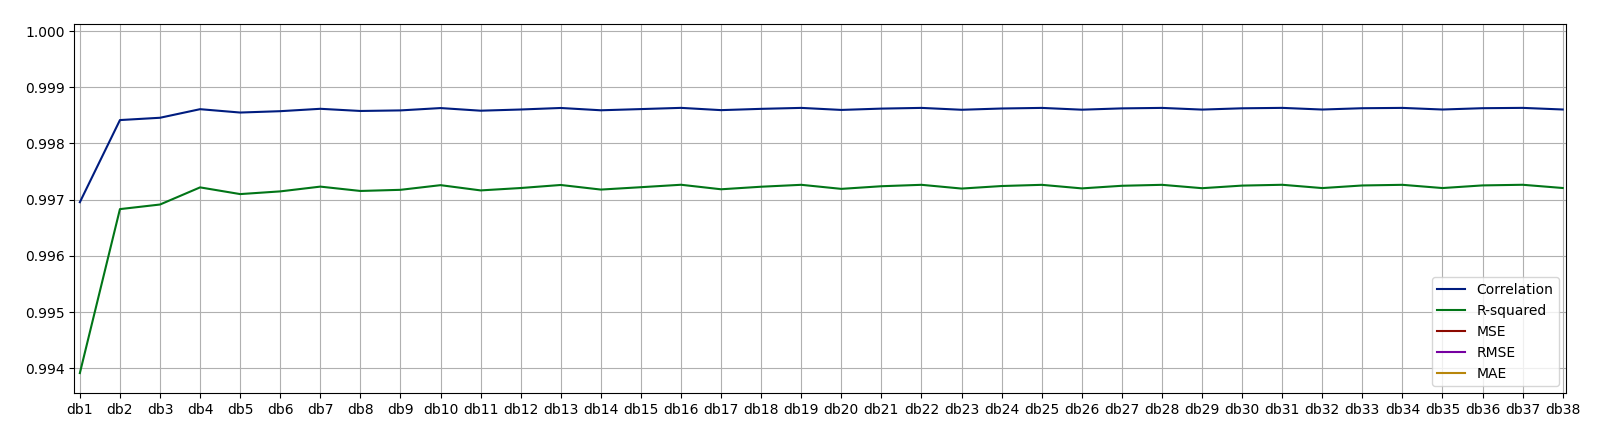 1.000
0.999
0.998
0.997
0.996
0.995
0.994
Correlation
R-squared
MSE
RMSE
MAE
db1 db2 db3 db4 db5 db6 db7 db8 db9 db10 db11 db12 db13 db14 db15 db16 db17 db18 db19 db20 db21 db22 db23 db24 db25 db26 db27 db28 db29 db30 db31 db32 db33 db34 db35 db36 db37 db38